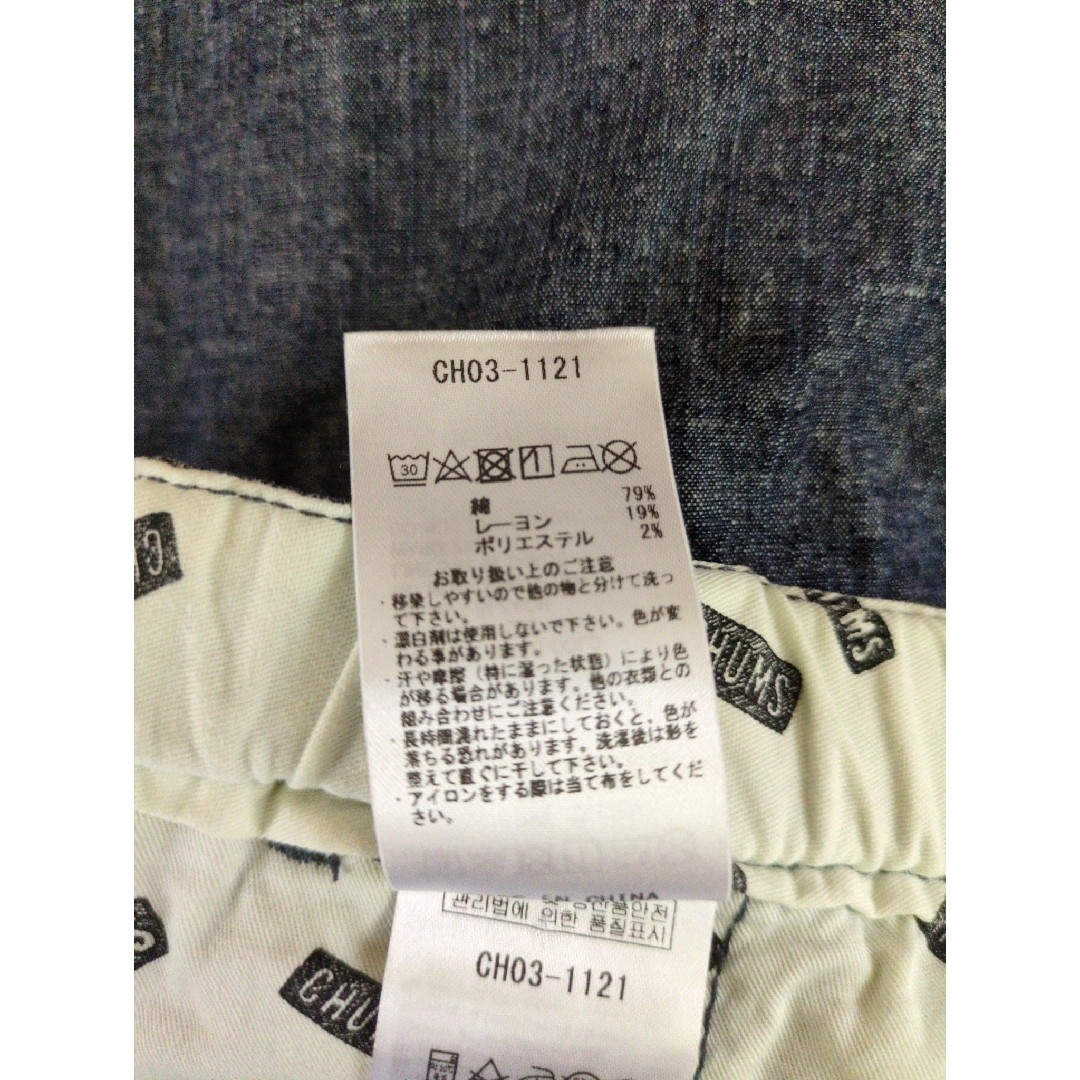 CH03-1121
30
綿 79%
レーヨン 19%
ポリエステル 2%
お取り扱い上のご注意
・移染しやすいので他の物と分けて洗っ
て下さい。
・漂白剤は使用しないで下さい。色が変
わる事があります。
・汗や摩擦（特に湿った状態）により色
が移る場合があります。他の衣類との
組み合わせにご注意ください。
・長時間濡れたままにしておくと、色が
落ちる恐れがあります。洗濯後は形を
整えて直ぐに干して下さい。
・アイロンをする際は当て布をしてくだ
さい。
CHUMS
CHINA
관리법에 의한 품질표시
CH03-1121